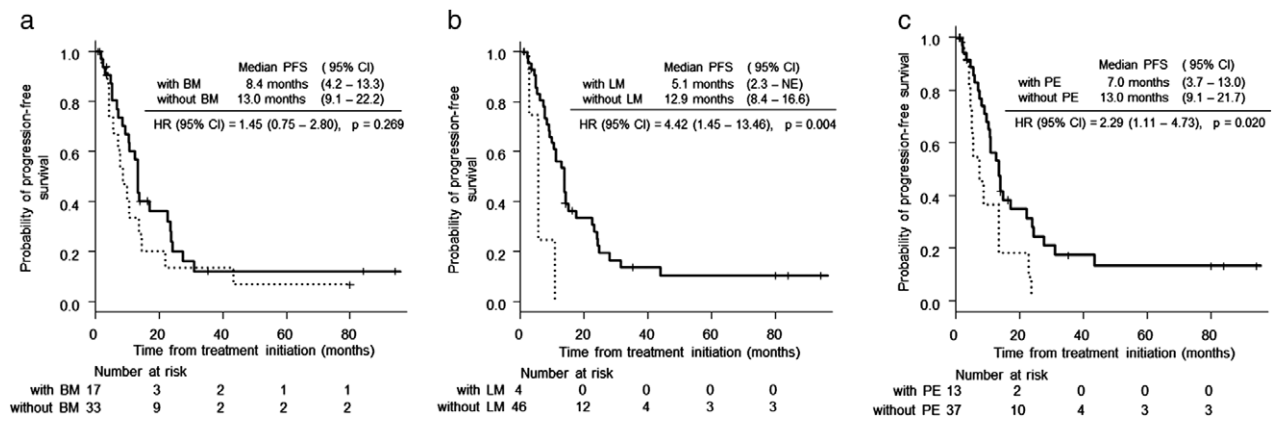 a
Probability of progression-free
survival
1.0
0.8
0.6
0.4
0.2
0.0
Median PFS ( 95% CI)
with BM 8.4 months (4.2 – 13.3)
without BM 13.0 months (9.1 – 22.2)
HR (95% CI) = 1.45 (0.75 – 2.80), p = 0.269
0 20 40 60 80
Time from treatment initiation (months)
Number at risk
with BM 17 3 2 1 1
without BM 33 9 2 2 2
b
Probability of progression-free
survival
1.0
0.8
0.6
0.4
0.2
0.0
Median PFS ( 95% CI)
with LM 5.1 months (2.3 – NE)
without LM 12.9 months (8.4 – 16.6)
HR (95% CI) = 4.42 (1.45 – 13.46), p = 0.004
0 20 40 60 80
Time from treatment initiation (months)
Number at risk
with LM 4 0 0 0 0
without LM 46 12 4 3 3
c
Probability of progression-free survival
1.0
0.8
0.6
0.4
0.2
0.0
Median PFS ( 95% CI)
with PE 7.0 months (3.7 – 13.0)
without PE 13.0 months (9.1 – 21.7)
HR (95% CI) = 2.29 (1.11 – 4.73), p = 0.020
0 20 40 60 80
Time from treatment initiation (months)
Number at risk
with PE 13 2 0 0 0
without PE 37 10 4 3 3